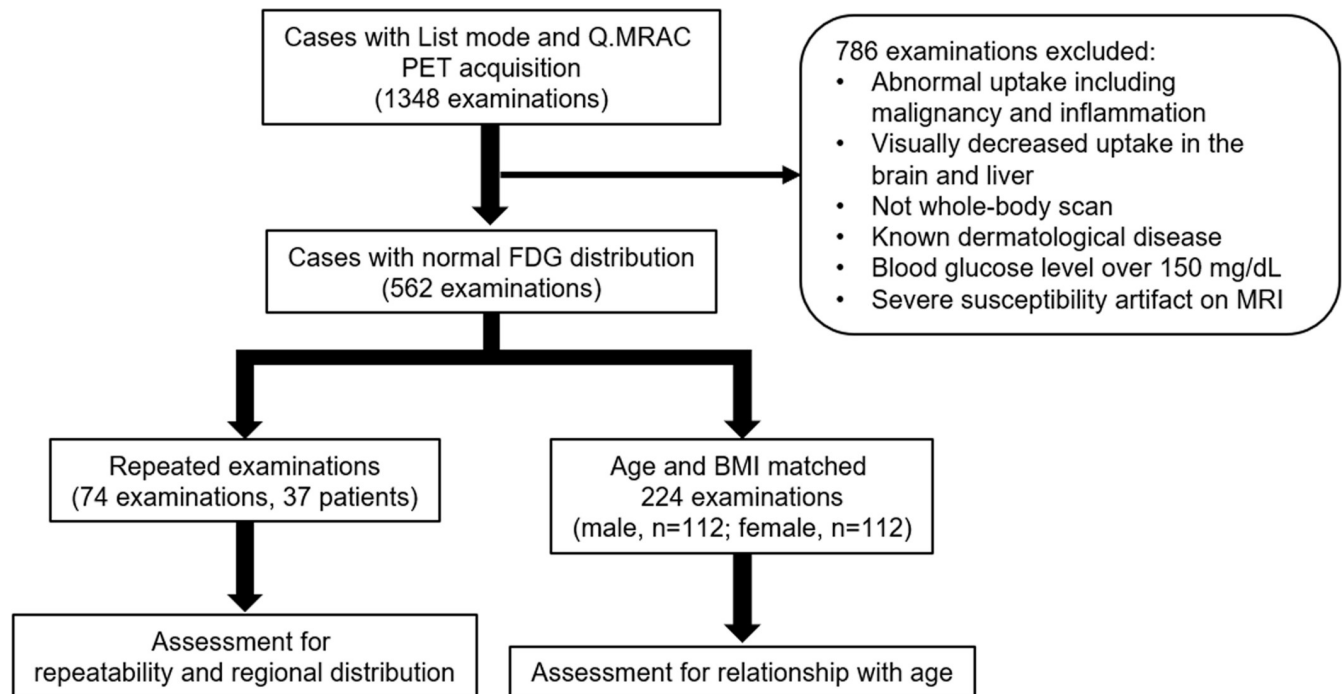 Cases with List mode and Q.MRAC
PET acquisition
(1348 examinations)
786 examinations excluded:
• Abnormal uptake including
malignancy and inflammation
• Visually decreased uptake in the
brain and liver
• Not whole-body scan
• Known dermatological disease
• Blood glucose level over 150 mg/dL
• Severe susceptibility artifact on MRI
Cases with normal FDG distribution
(562 examinations)
Repeated examinations
(74 examinations, 37 patients)
Age and BMI matched
224 examinations
(male, n=112; female, n=112)
Assessment for
repeatability and regional distribution
Assessment for relationship with age